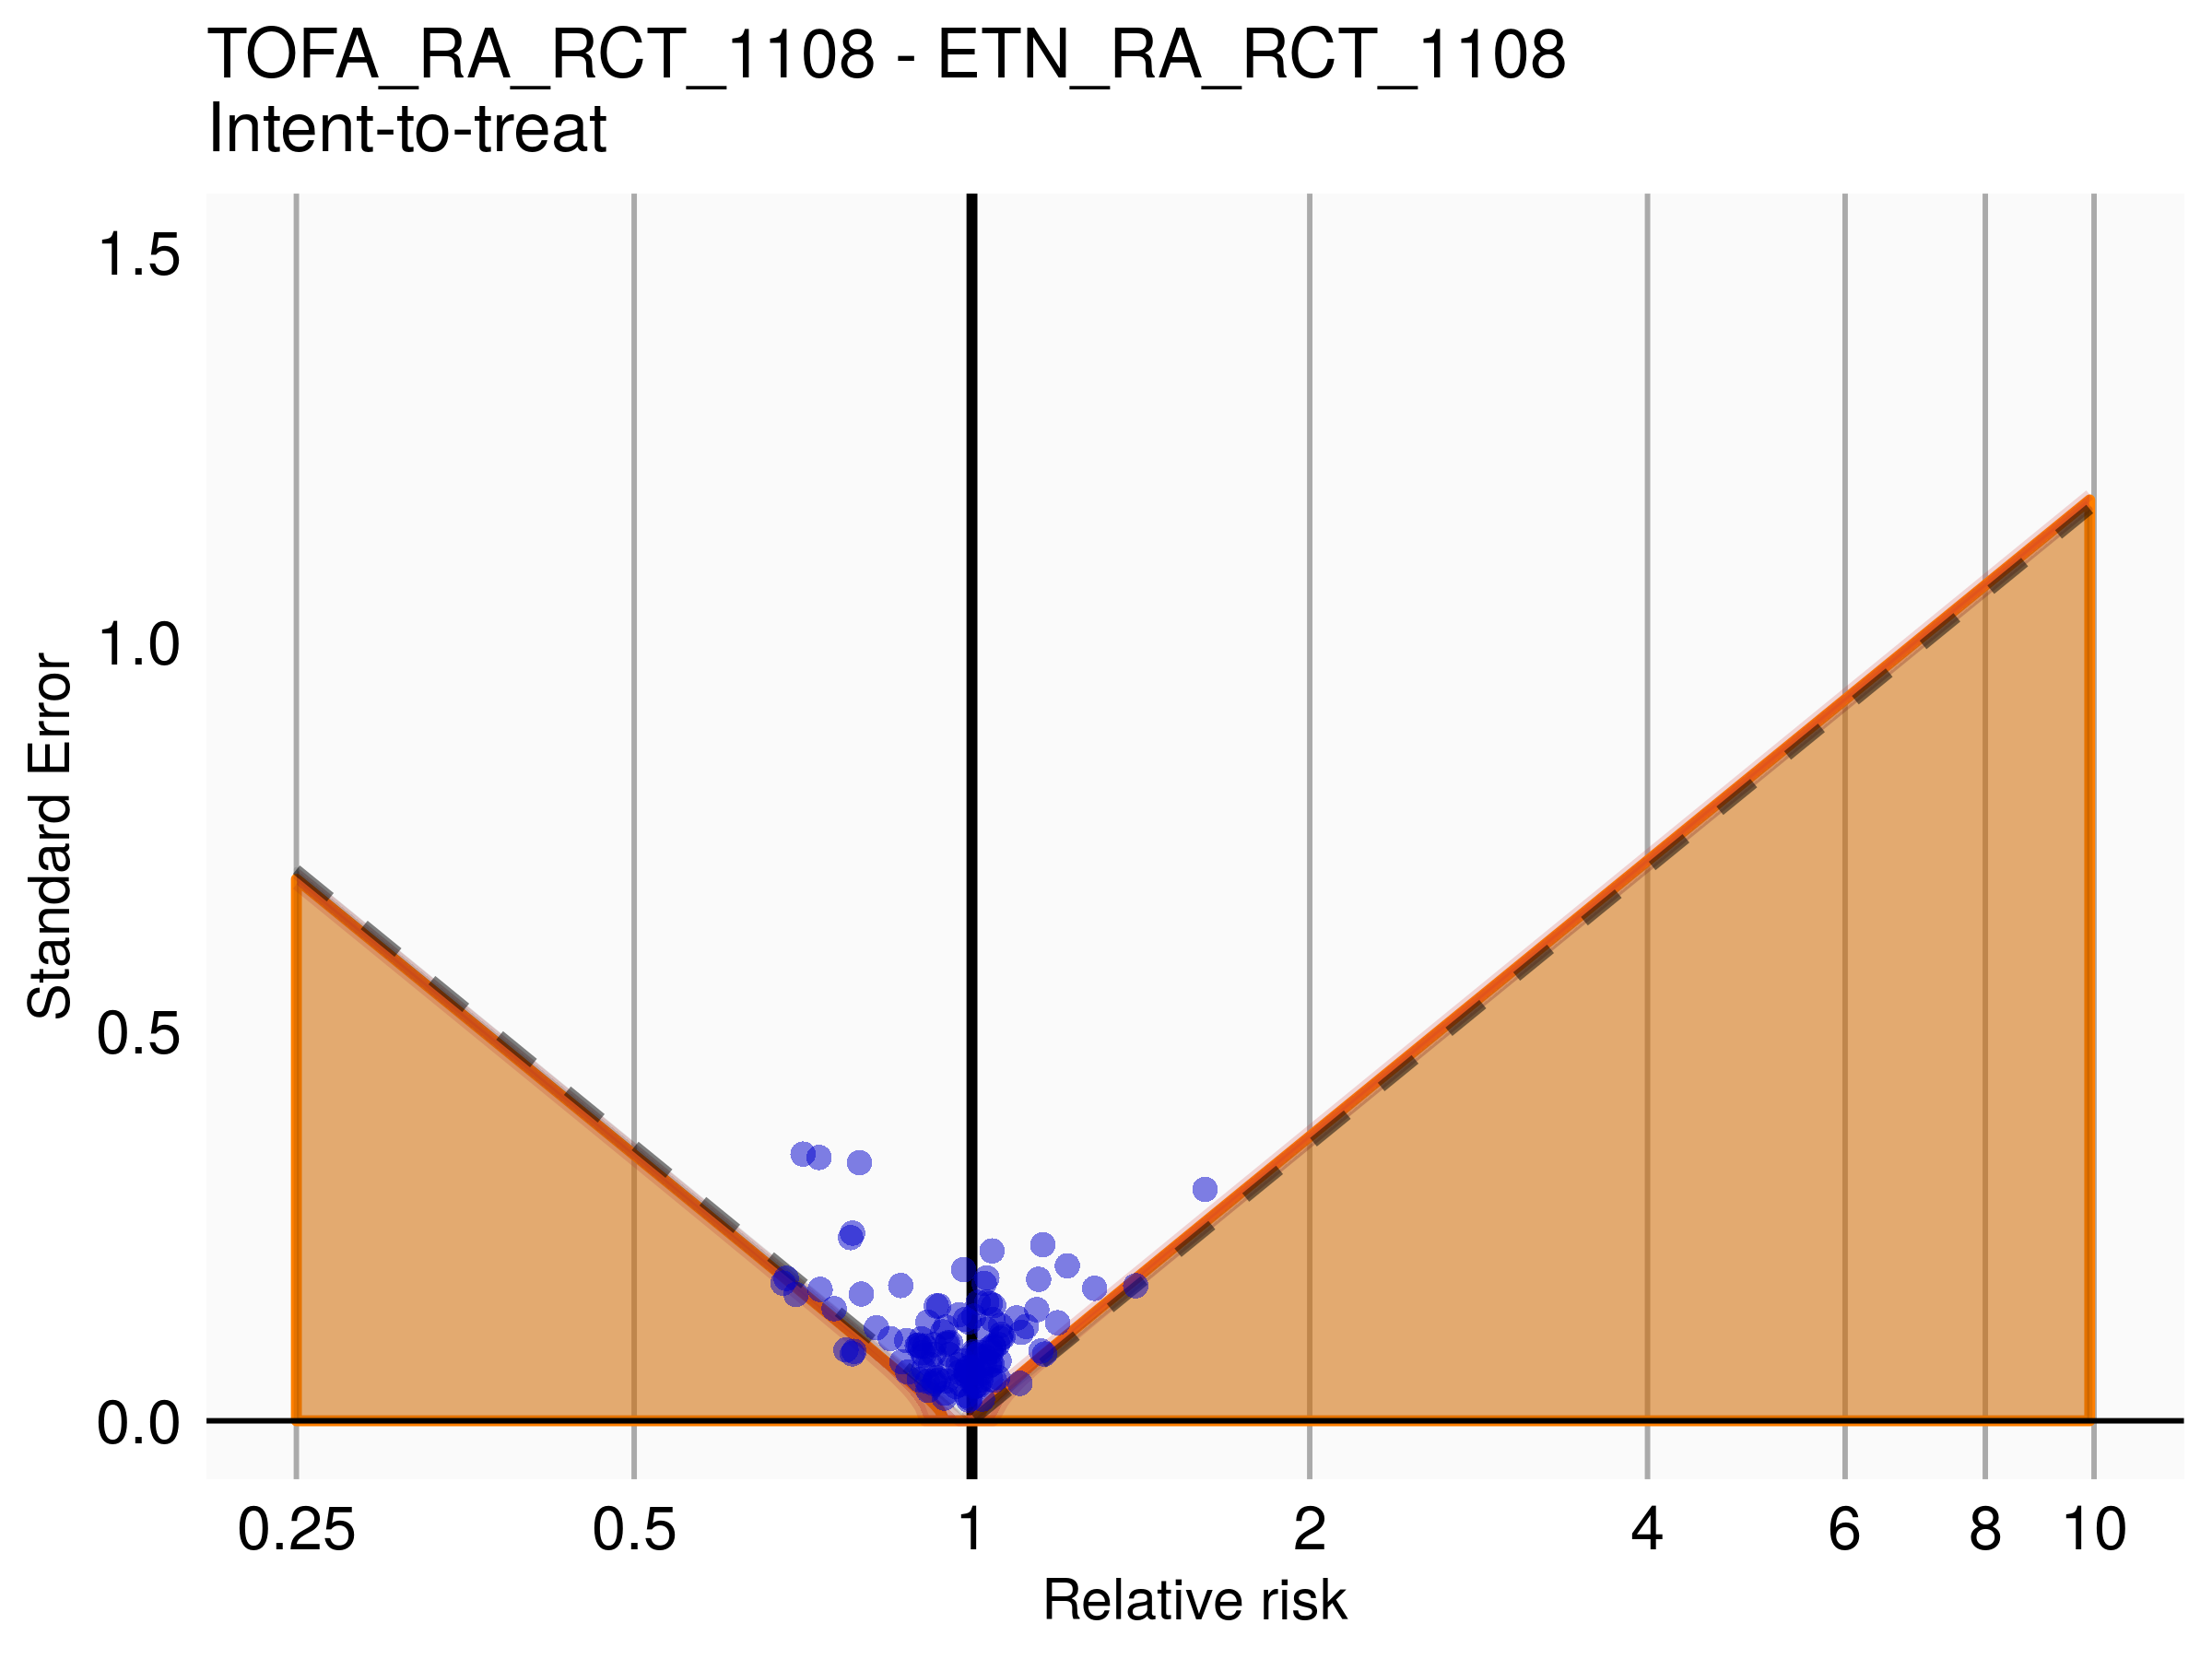 TOFA_RA_RCT_1108 - ETN_RA_RCT_1108
Intent-to-treat
1.5
1.0
0.5
0.0
Standard Error
0.25 0.5 1 2 4 6 8 10
Relative risk